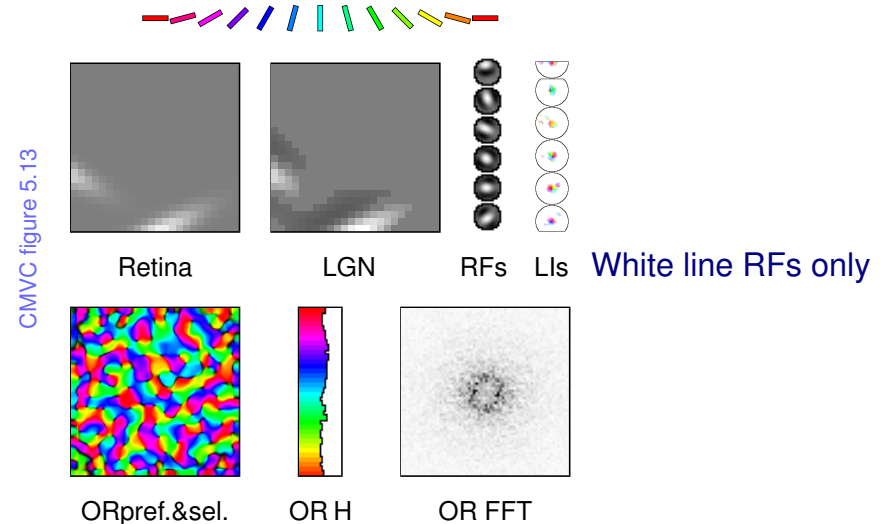 CMVC figure 5.13
Retina
LGN
RFs
LIs
White line RFs only
ORpref.&sel.
OR H
OR FFT